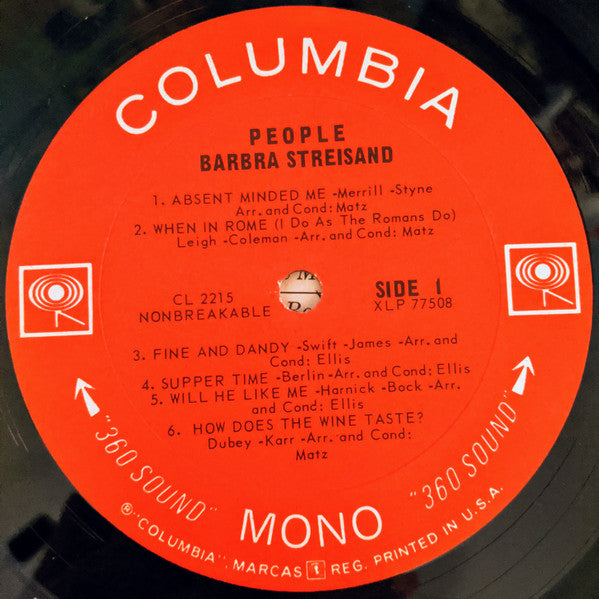 COLUMBIA
PEOPLE
BARBRA STREISAND
1. ABSENT MINDED ME -Merrill -Styne
Arr. and Cond: Matz
2. WHEN IN ROME (I Do As The Romans Do)
Leigh -Coleman -Arr. and Cond: Matz
CL 2215
NONBREAKABLE
SIDE 1
XLP 77508
3. FINE AND DANDY -Swift -James -Arr. and
Cond: Ellis
4. SUPPER TIME -Berlin -Arr. and Cond: Ellis
5. WILL HE LIKE ME -Harnick -Bock -Arr.
and Cond: Ellis
6. HOW DOES THE WINE TASTE?
Dubey -Karr -Arr. and Cond:
Matz
"360 SOUND" MONO "360 SOUND"
® "COLUMBIA", MARCAS REG. PRINTED IN U.S.A.